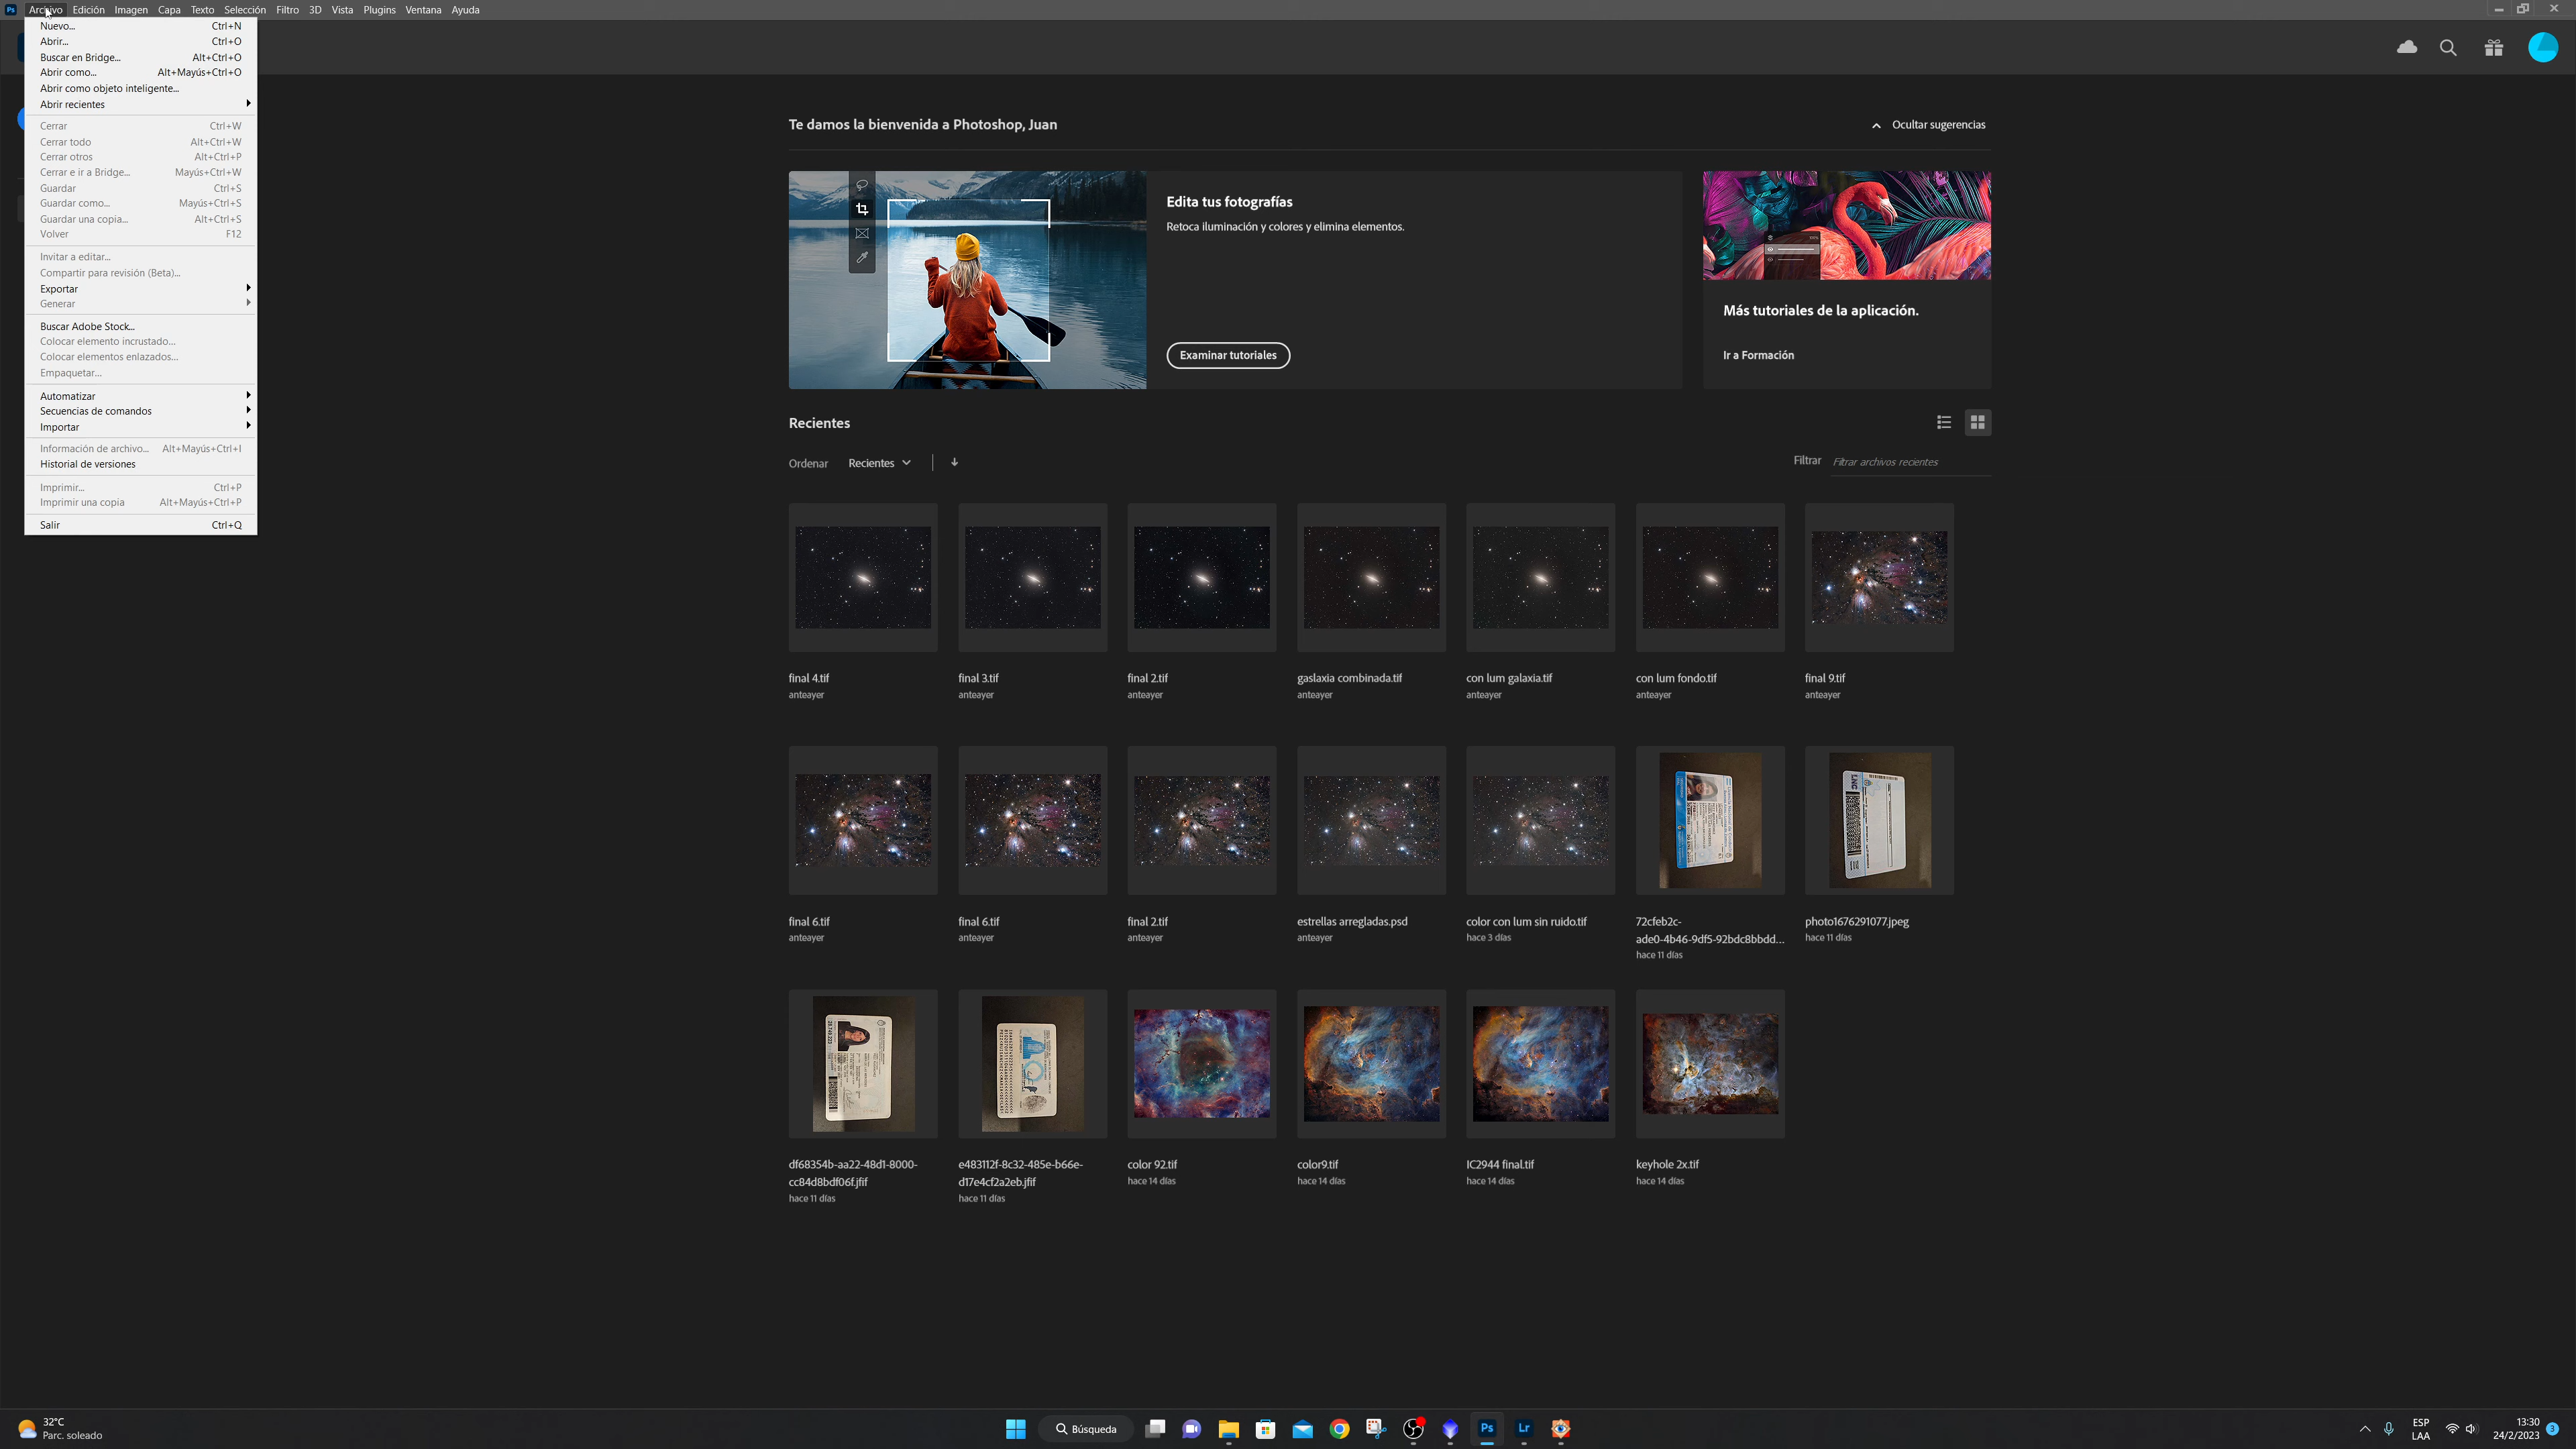 Ps Archivo Edición Imagen Capa Texto Selección Filtro 3D Vista Plugins Ventana Ayuda
Nuevo... Ctrl+N
Abrir... Ctrl+O
Buscar en Bridge... Alt+Ctrl+O
Abrir como... Alt+Mayús+Ctrl+O
Abrir como objeto inteligente...
Abrir recientes
Cerrar Ctrl+W
Cerrar todo Alt+Ctrl+W
Cerrar otros Alt+Ctrl+P
Cerrar e ir a Bridge... Mayús+Ctrl+W
Guardar Ctrl+S
Guardar como... Mayús+Ctrl+S
Guardar una copia... Alt+Ctrl+S
Volver F12
Invitar a editar...
Compartir para revisión (Beta)...
Exportar
Generar
Buscar Adobe Stock...
Colocar elemento incrustado...
Colocar elementos enlazados...
Empaquetar...
Automatizar
Secuencias de comandos
Importar
Información de archivo... Alt+Mayús+Ctrl+I
Historial de versiones
Imprimir... Ctrl+P
Imprimir una copia Alt+Mayús+Ctrl+P
Salir Ctrl+Q
Te damos la bienvenida a Photoshop, Juan
Ocultar sugerencias
Edita tus fotografías
Retoca iluminación y colores y elimina elementos.
Examinar tutoriales
Más tutoriales de la aplicación.
Ir a Formación
Recientes
Ordenar Recientes
Filtrar Filtrar archivos recientes
final 4.tif
anteayer
final 3.tif
anteayer
final 2.tif
anteayer
gaslaxia combinada.tif
anteayer
con lum galaxia.tif
anteayer
con lum fondo.tif
anteayer
final 9.tif
anteayer
final 6.tif
anteayer
final 6.tif
anteayer
final 2.tif
anteayer
estrellas arregladas.psd
anteayer
color con lum sin ruido.tif
hace 3 días
72cfeb2c-
ade0-4b46-9df5-92bdc8bbdd...
hace 11 días
LNC
photo1676291077.jpeg
hace 11 días
df68354b-aa22-48d1-8000-
cc84d8bdf06f.jfif
hace 11 días
e483112f-8c32-485e-b66e-
d17e4cf2a2eb.jfif
hace 11 días
color 92.tif
hace 14 días
color9.tif
hace 14 días
IC2944 final.tif
hace 14 días
keyhole 2x.tif
hace 14 días
32°C
Parc. soleado
Búsqueda
Ps
Lr
ESP
LAA
13:30
24/2/2023
3